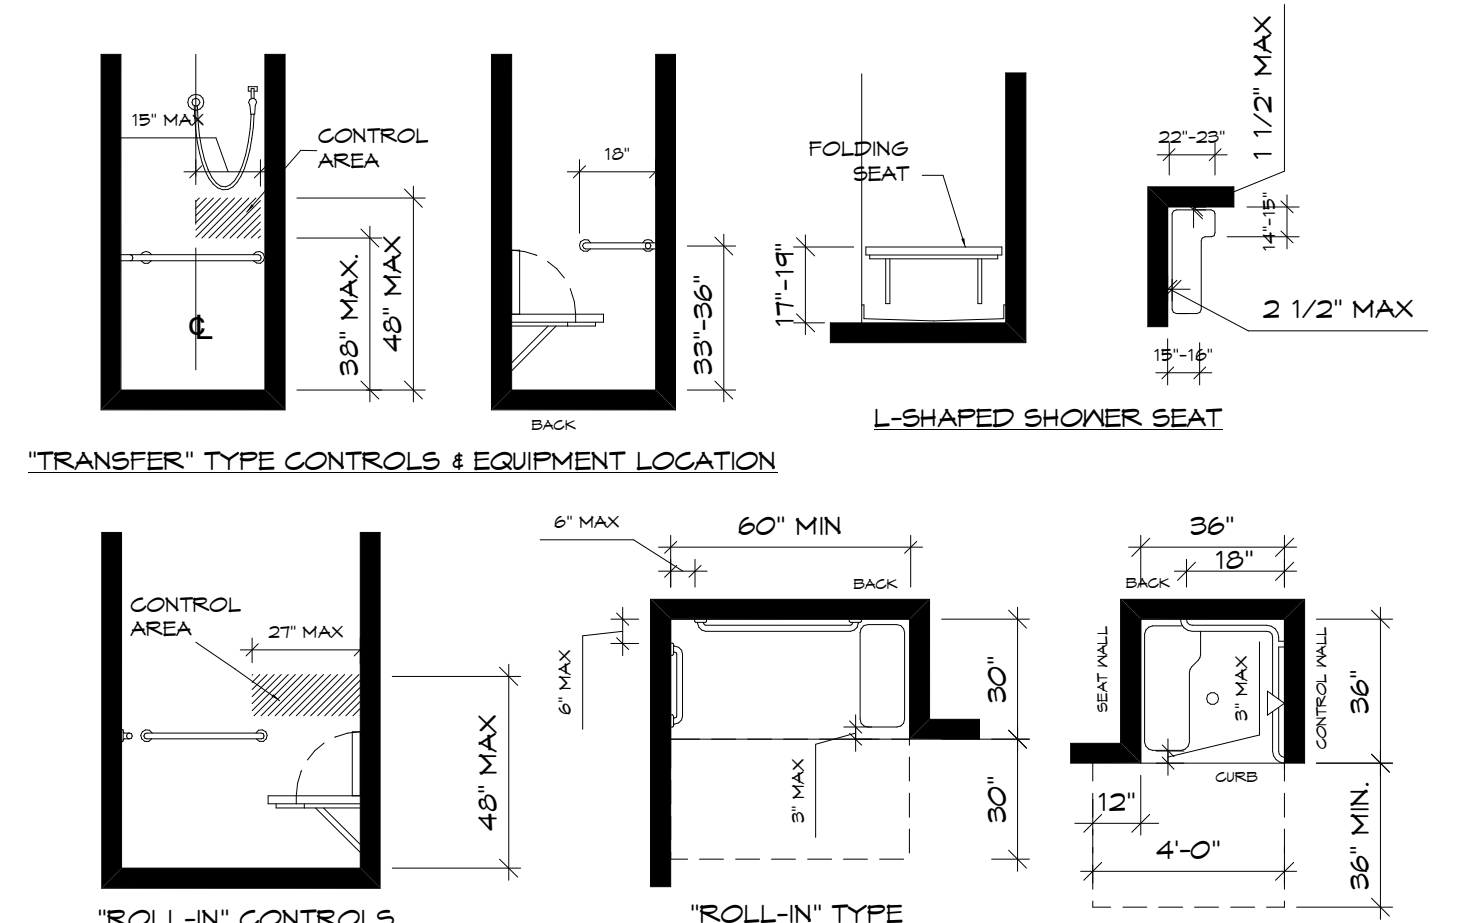 15" MAX
CONTROL
AREA
38" MAX.
48" MAX
℄
18"
33"-36"
BACK
"TRANSFER" TYPE CONTROLS & EQUIPMENT LOCATION
FOLDING
SEAT
17"-19"
22"-23"
1 1/2" MAX
14"-15"
2 1/2" MAX
15"-16"
L-SHAPED SHOWER SEAT
CONTROL
AREA
27" MAX
48" MAX
"ROLL-IN" CONTROLS
6" MAX
60" MIN
BACK
6" MAX
30"
3" MAX
30"
"ROLL-IN" TYPE
36"
18"
BACK
SEAT WALL
3" MAX
CONTROL WALL
36"
CURB
12"
4'-0"
36" MIN.